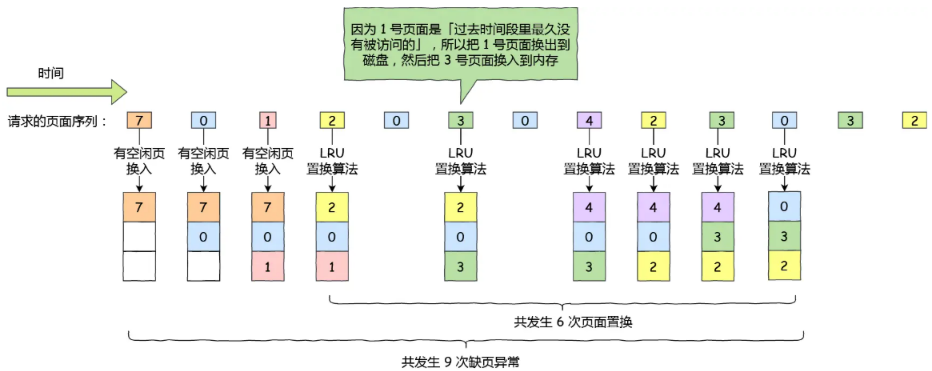 因为 1 号页面是「过去时间段里最久没
有被访问的」，所以把 1 号页面换出到
磁盘，然后把 3 号页面换入到内存
时间
请求的页面序列： 7 0 1 2 0 3 0 4 2 3 0 3 2
有空闲页 有空闲页 有空闲页 LRU LRU LRU LRU LRU LRU
换入 换入 换入 置换算法 置换算法 置换算法 置换算法 置换算法 置换算法
7 7 7 2 2 4 4 4 0
0 0 0 0 0 0 3 3
1 1 3 3 2 2 2
共发生 6 次页面置换
共发生 9 次缺页异常